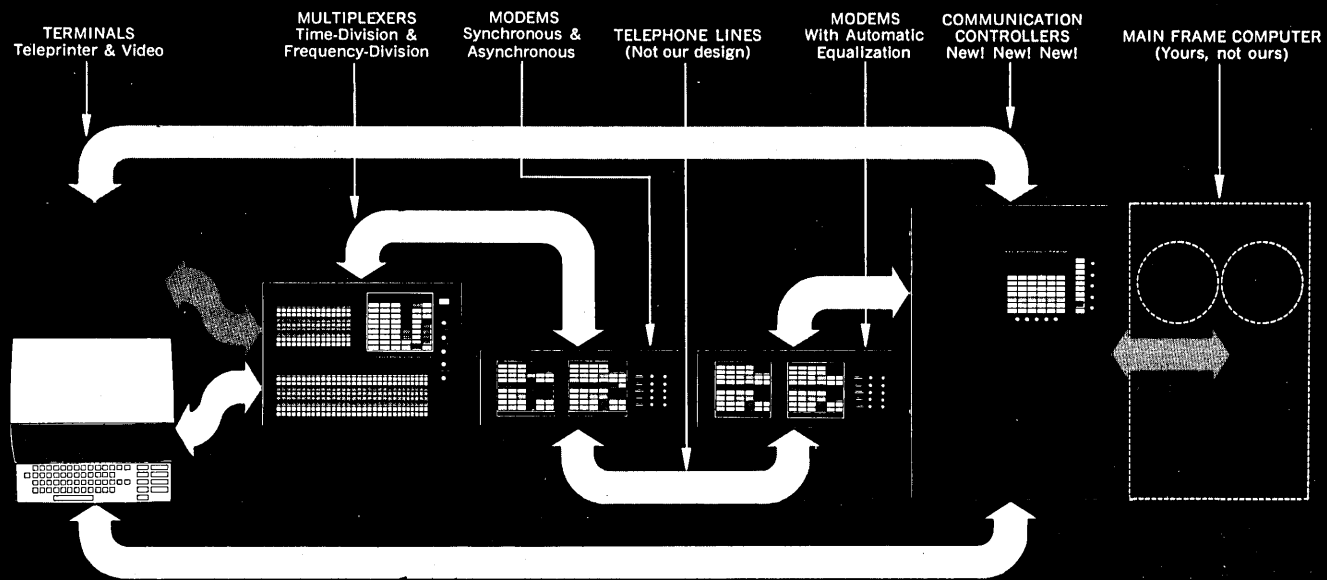 TERMINALS
Teleprinter & Video
MULTIPLEXERS
Time-Division &
Frequency-Division
MODEMS
Synchronous &
Asynchronous
TELEPHONE LINES
(Not our design)
MODEMS
With Automatic
Equalization
COMMUNICATION
CONTROLLERS
New! New! New!
MAIN FRAME COMPUTER
(Yours, not ours)